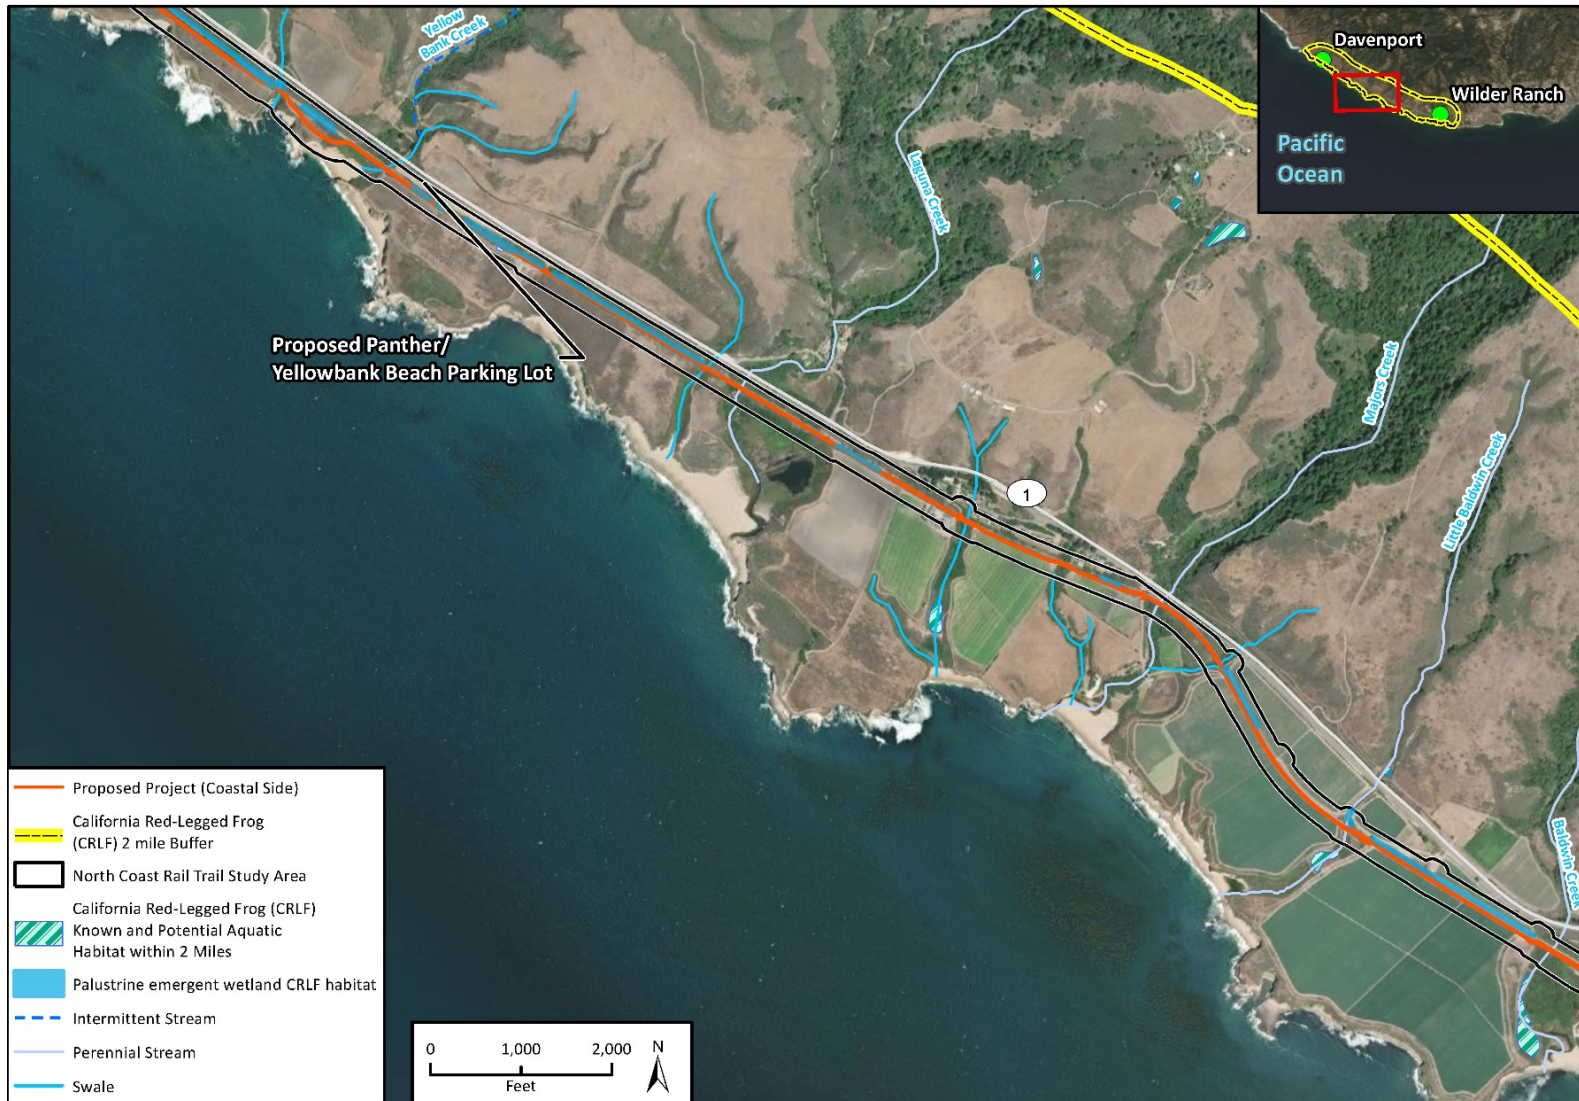 Yellow
Bank Creek
Davenport
Wilder Ranch
Pacific
Ocean
Laguna Creek
Proposed Panther/
Yellowbank Beach Parking Lot
Majors Creek
Little Baldwin Creek
1
Baldwin Creek
Proposed Project (Coastal Side)
California Red-Legged Frog
(CRLF) 2 mile Buffer
North Coast Rail Trail Study Area
California Red-Legged Frog (CRLF)
Known and Potential Aquatic
Habitat within 2 Miles
Palustrine emergent wetland CRLF habitat
Intermittent Stream
Perennial Stream
Swale
0 1,000 2,000
Feet
N